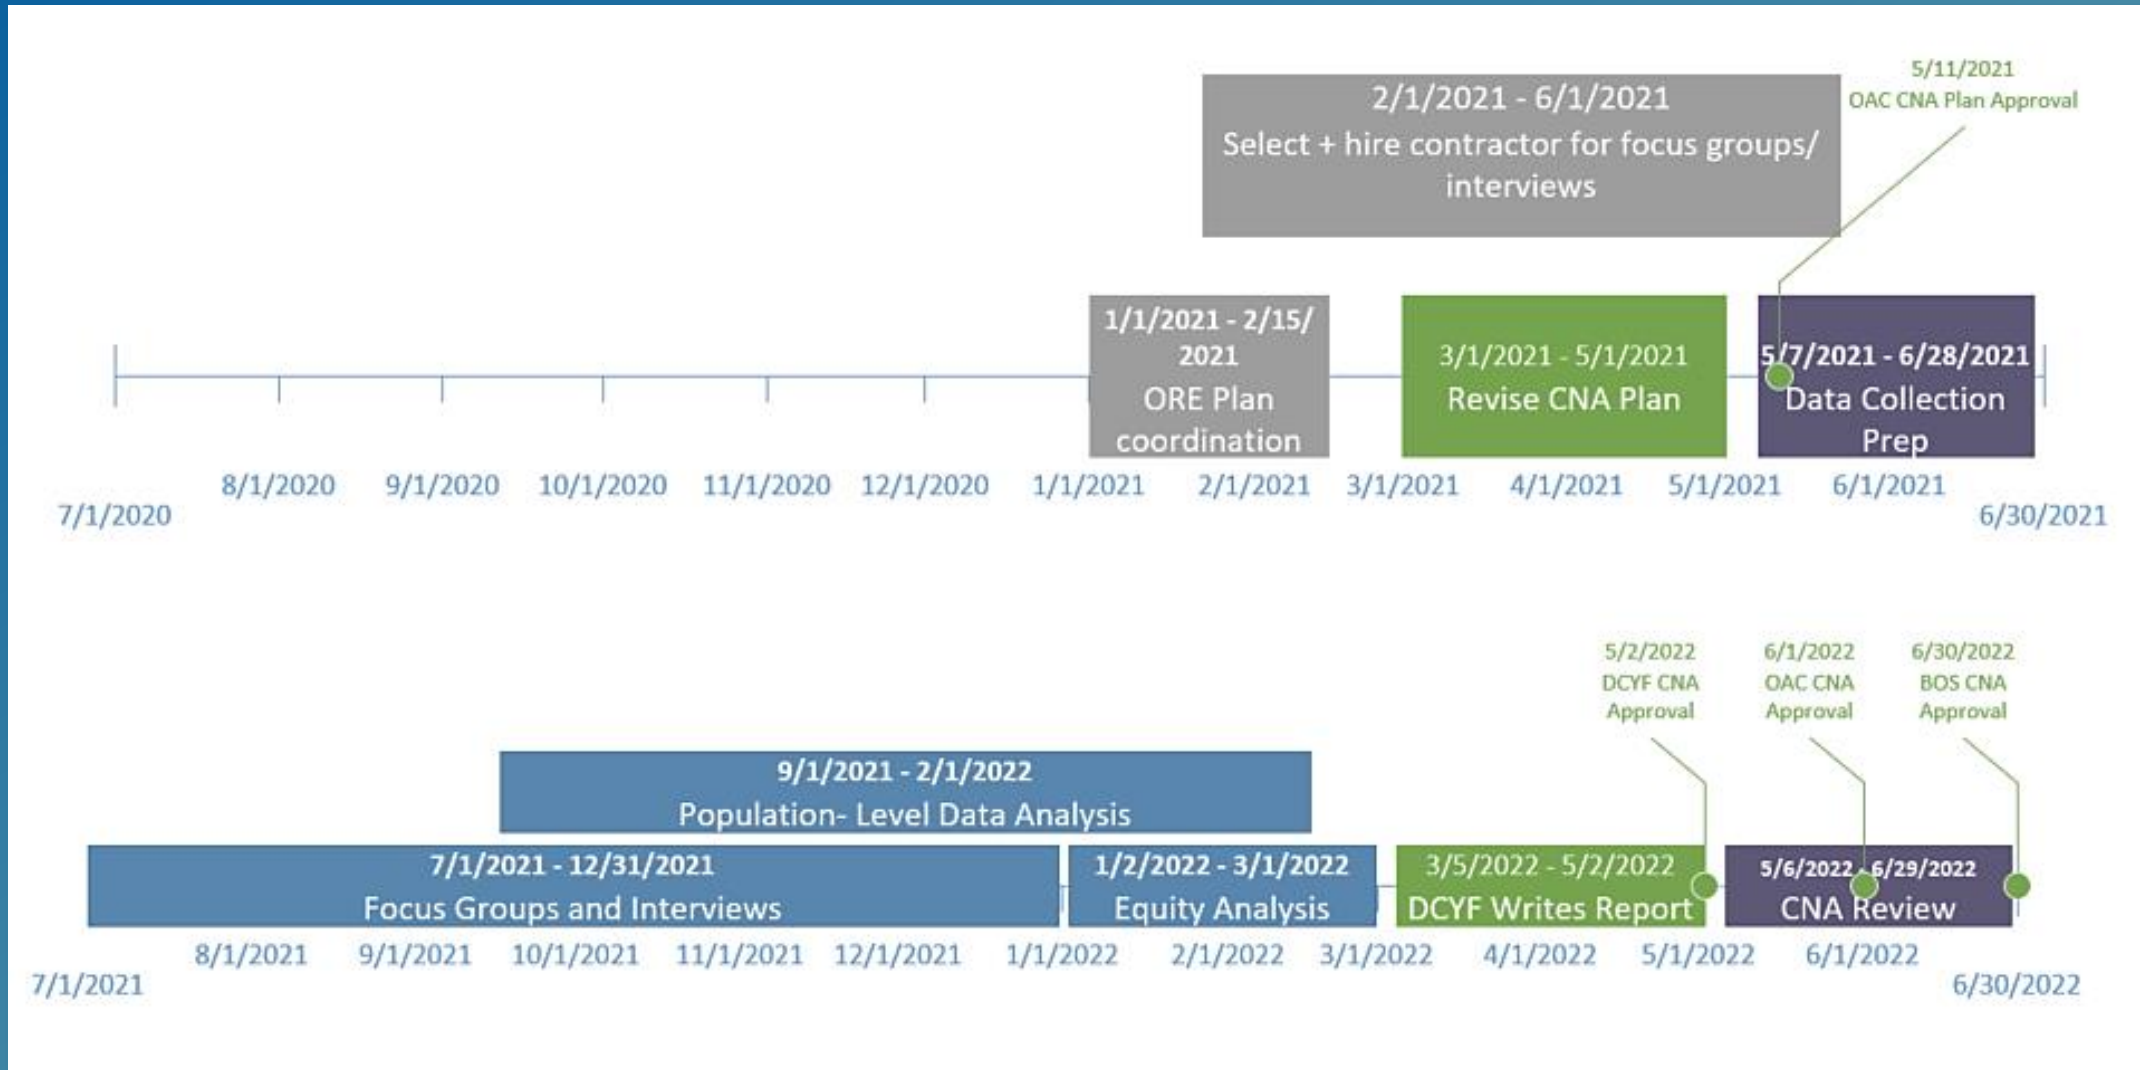 2/1/2021 - 6/1/2021
Select + hire contractor for focus groups/
interviews
5/11/2021
OAC CNA Plan Approval
1/1/2021 - 2/15/
2021
ORE Plan
coordination
3/1/2021 - 5/1/2021
Revise CNA Plan
5/7/2021 - 6/28/2021
Data Collection
Prep
7/1/2020
8/1/2020
9/1/2020
10/1/2020
11/1/2020
12/1/2020
1/1/2021
2/1/2021
3/1/2021
4/1/2021
5/1/2021
6/1/2021
6/30/2021
5/2/2022
DCYF CNA
Approval
6/1/2022
OAC CNA
Approval
6/30/2022
BOS CNA
Approval
9/1/2021 - 2/1/2022
Population- Level Data Analysis
7/1/2021 - 12/31/2021
Focus Groups and Interviews
1/2/2022 - 3/1/2022
Equity Analysis
3/5/2022 - 5/2/2022
DCYF Writes Report
5/6/2022 - 6/29/2022
CNA Review
7/1/2021
8/1/2021
9/1/2021
10/1/2021
11/1/2021
12/1/2021
1/1/2022
2/1/2022
3/1/2022
4/1/2022
5/1/2022
6/1/2022
6/30/2022